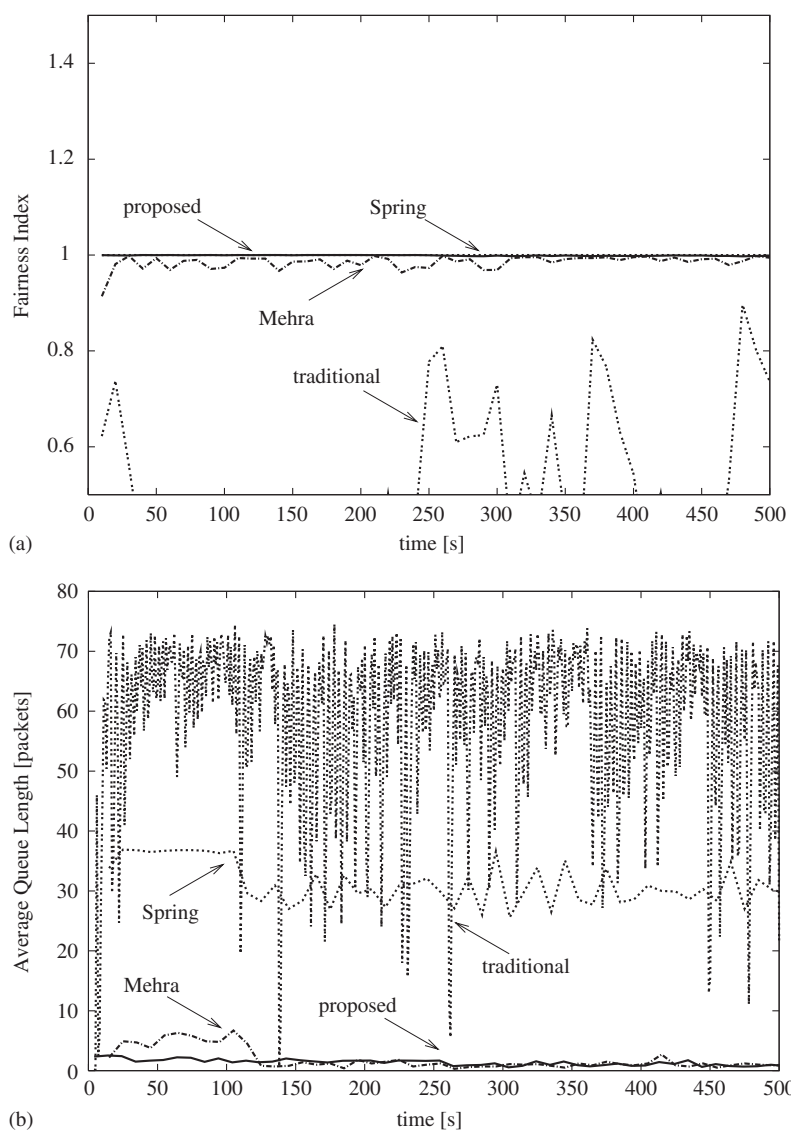 1.4
1.2
1
0.8
0.6
Fairness Index
proposed
Spring
Mehra
traditional
0 50 100 150 200 250 300 350 400 450 500
time [s]
(a)
80
70
60
50
40
30
20
10
0
Average Queue Length [packets]
Spring
traditional
Mehra
proposed
0 50 100 150 200 250 300 350 400 450 500
time [s]
(b)